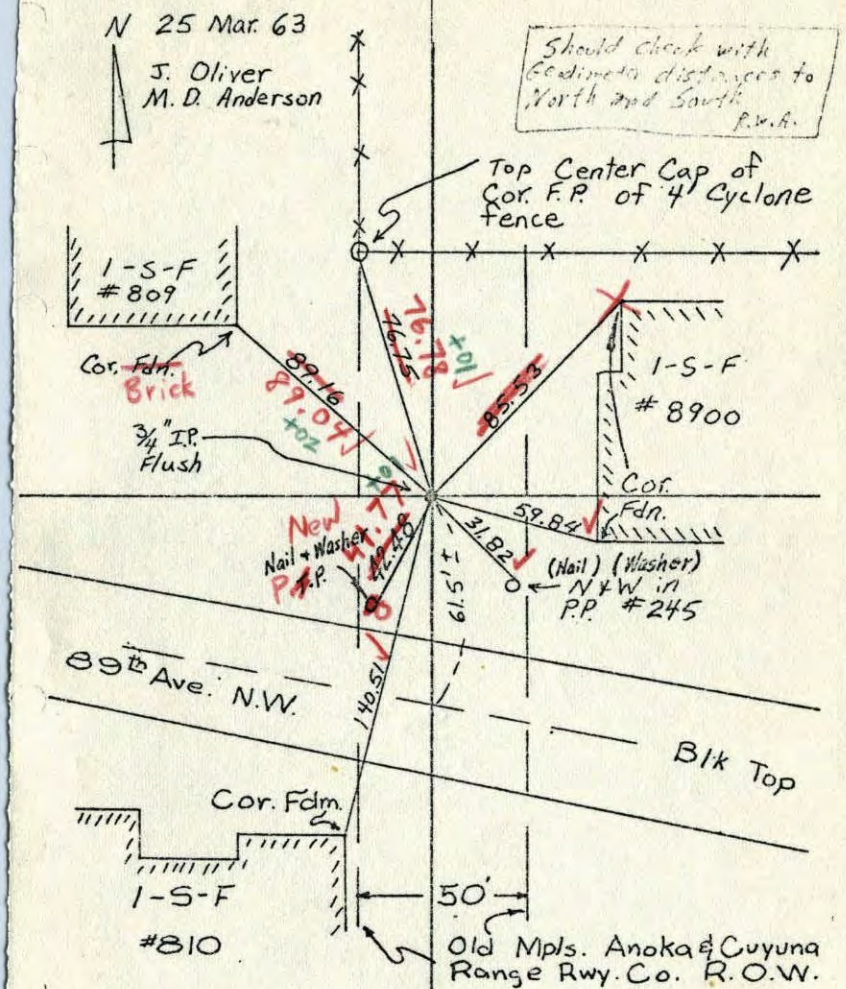 N 25 Mar. 63
J. Oliver
M. D. Anderson
Should check with
Geodimeter distances to
North and South
R.W.A.
Top Center Cap of
Cor. F.P. of 4' Cyclone
fence
1-S-F
# 809
Cor. Fdn.
Brick
89.16
89.04
+02
76.75
76.78
+01
85.53
1-S-F
# 8900
3/4" I.P.
Flush
Cor.
Fdn.
59.84
31.82
(Nail) (Washer)
N & W in
P.P. #245
New
Nail + Washer
T.P.
41.77
42.48
61.5' ±
140.51
89th Ave. N.W.
Blk Top
Cor. Fdm.
1-S-F
#810
50'
Old Mpls. Anoka & Cuyuna
Range Rwy. Co. R.O.W.